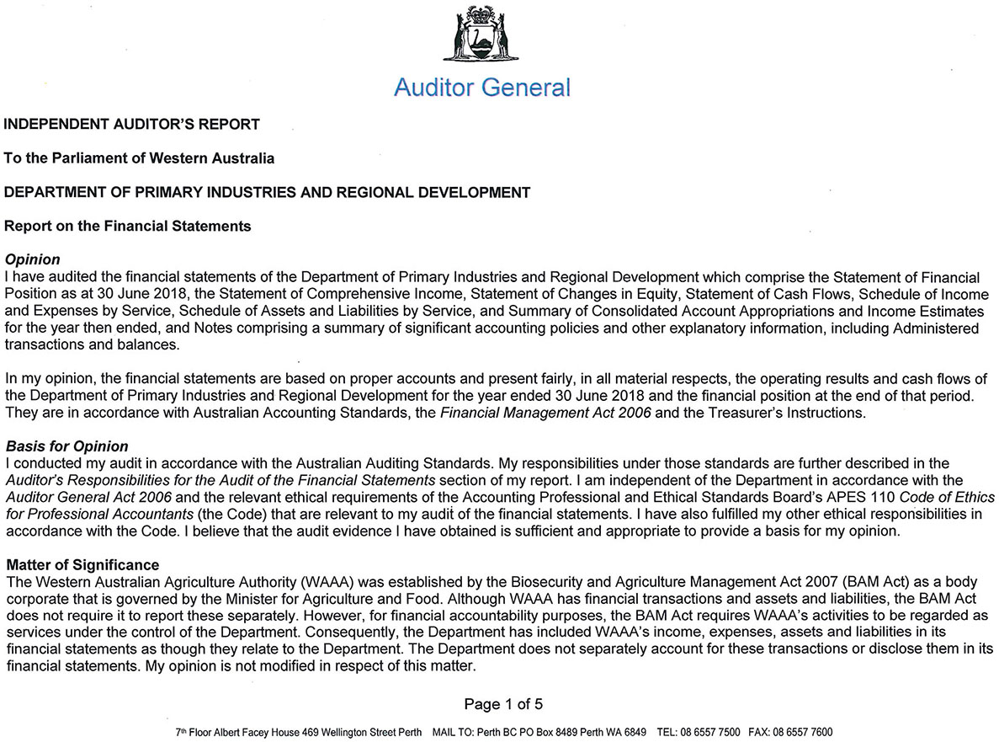 Auditor General
INDEPENDENT AUDITOR'S REPORT
To the Parliament of Western Australia
DEPARTMENT OF PRIMARY INDUSTRIES AND REGIONAL DEVELOPMENT
Report on the Financial Statements
Opinion
I have audited the financial statements of the Department of Primary Industries and Regional Development which comprise the Statement of Financial
Position as at 30 June 2018, the Statement of Comprehensive Income, Statement of Changes in Equity, Statement of Cash Flows, Schedule of Income
and Expenses by Service, Schedule of Assets and Liabilities by Service, and Summary of Consolidated Account Appropriations and Income Estimates
for the year then ended, and Notes comprising a summary of significant accounting policies and other explanatory information, including Administered
transactions and balances.
In my opinion, the financial statements are based on proper accounts and present fairly, in all material respects, the operating results and cash flows of
the Department of Primary Industries and Regional Development for the year ended 30 June 2018 and the financial position at the end of that period.
They are in accordance with Australian Accounting Standards, the Financial Management Act 2006 and the Treasurer's Instructions.
Basis for Opinion
I conducted my audit in accordance with the Australian Auditing Standards. My responsibilities under those standards are further described in the
Auditor's Responsibilities for the Audit of the Financial Statements section of my report. I am independent of the Department in accordance with the
Auditor General Act 2006 and the relevant ethical requirements of the Accounting Professional and Ethical Standards Board's APES 110 Code of Ethics
for Professional Accountants (the Code) that are relevant to my audit of the financial statements. I have also fulfilled my other ethical responsibilities in
accordance with the Code. I believe that the audit evidence I have obtained is sufficient and appropriate to provide a basis for my opinion.
Matter of Significance
The Western Australian Agriculture Authority (WAAA) was established by the Biosecurity and Agriculture Management Act 2007 (BAM Act) as a body
corporate that is governed by the Minister for Agriculture and Food. Although WAAA has financial transactions and assets and liabilities, the BAM Act
does not require it to report these separately. However, for financial accountability purposes, the BAM Act requires WAAA's activities to be regarded as
services under the control of the Department. Consequently, the Department has included WAAA's income, expenses, assets and liabilities in its
financial statements as though they relate to the Department. The Department does not separately account for these transactions or disclose them in its
financial statements. My opinion is not modified in respect of this matter.
Page 1 of 5
7th Floor Albert Facey House 469 Wellington Street Perth MAIL TO: Perth BC PO Box 8489 Perth WA 6849 TEL: 08 6557 7500 FAX: 08 6557 7600